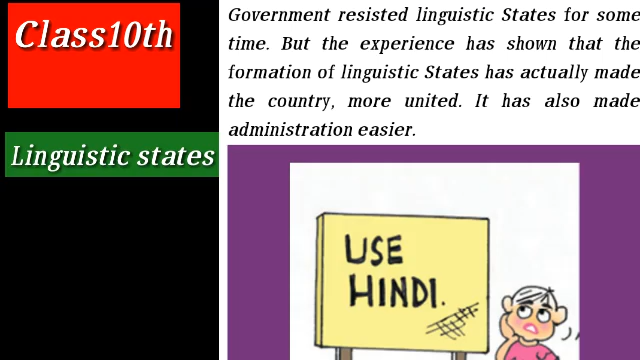 Class10th
Linguistic states
Government resisted linguistic States for some
time. But the experience has shown that the
formation of linguistic States has actually made
the country, more united. It has also made
administration easier.
USE
HINDI.